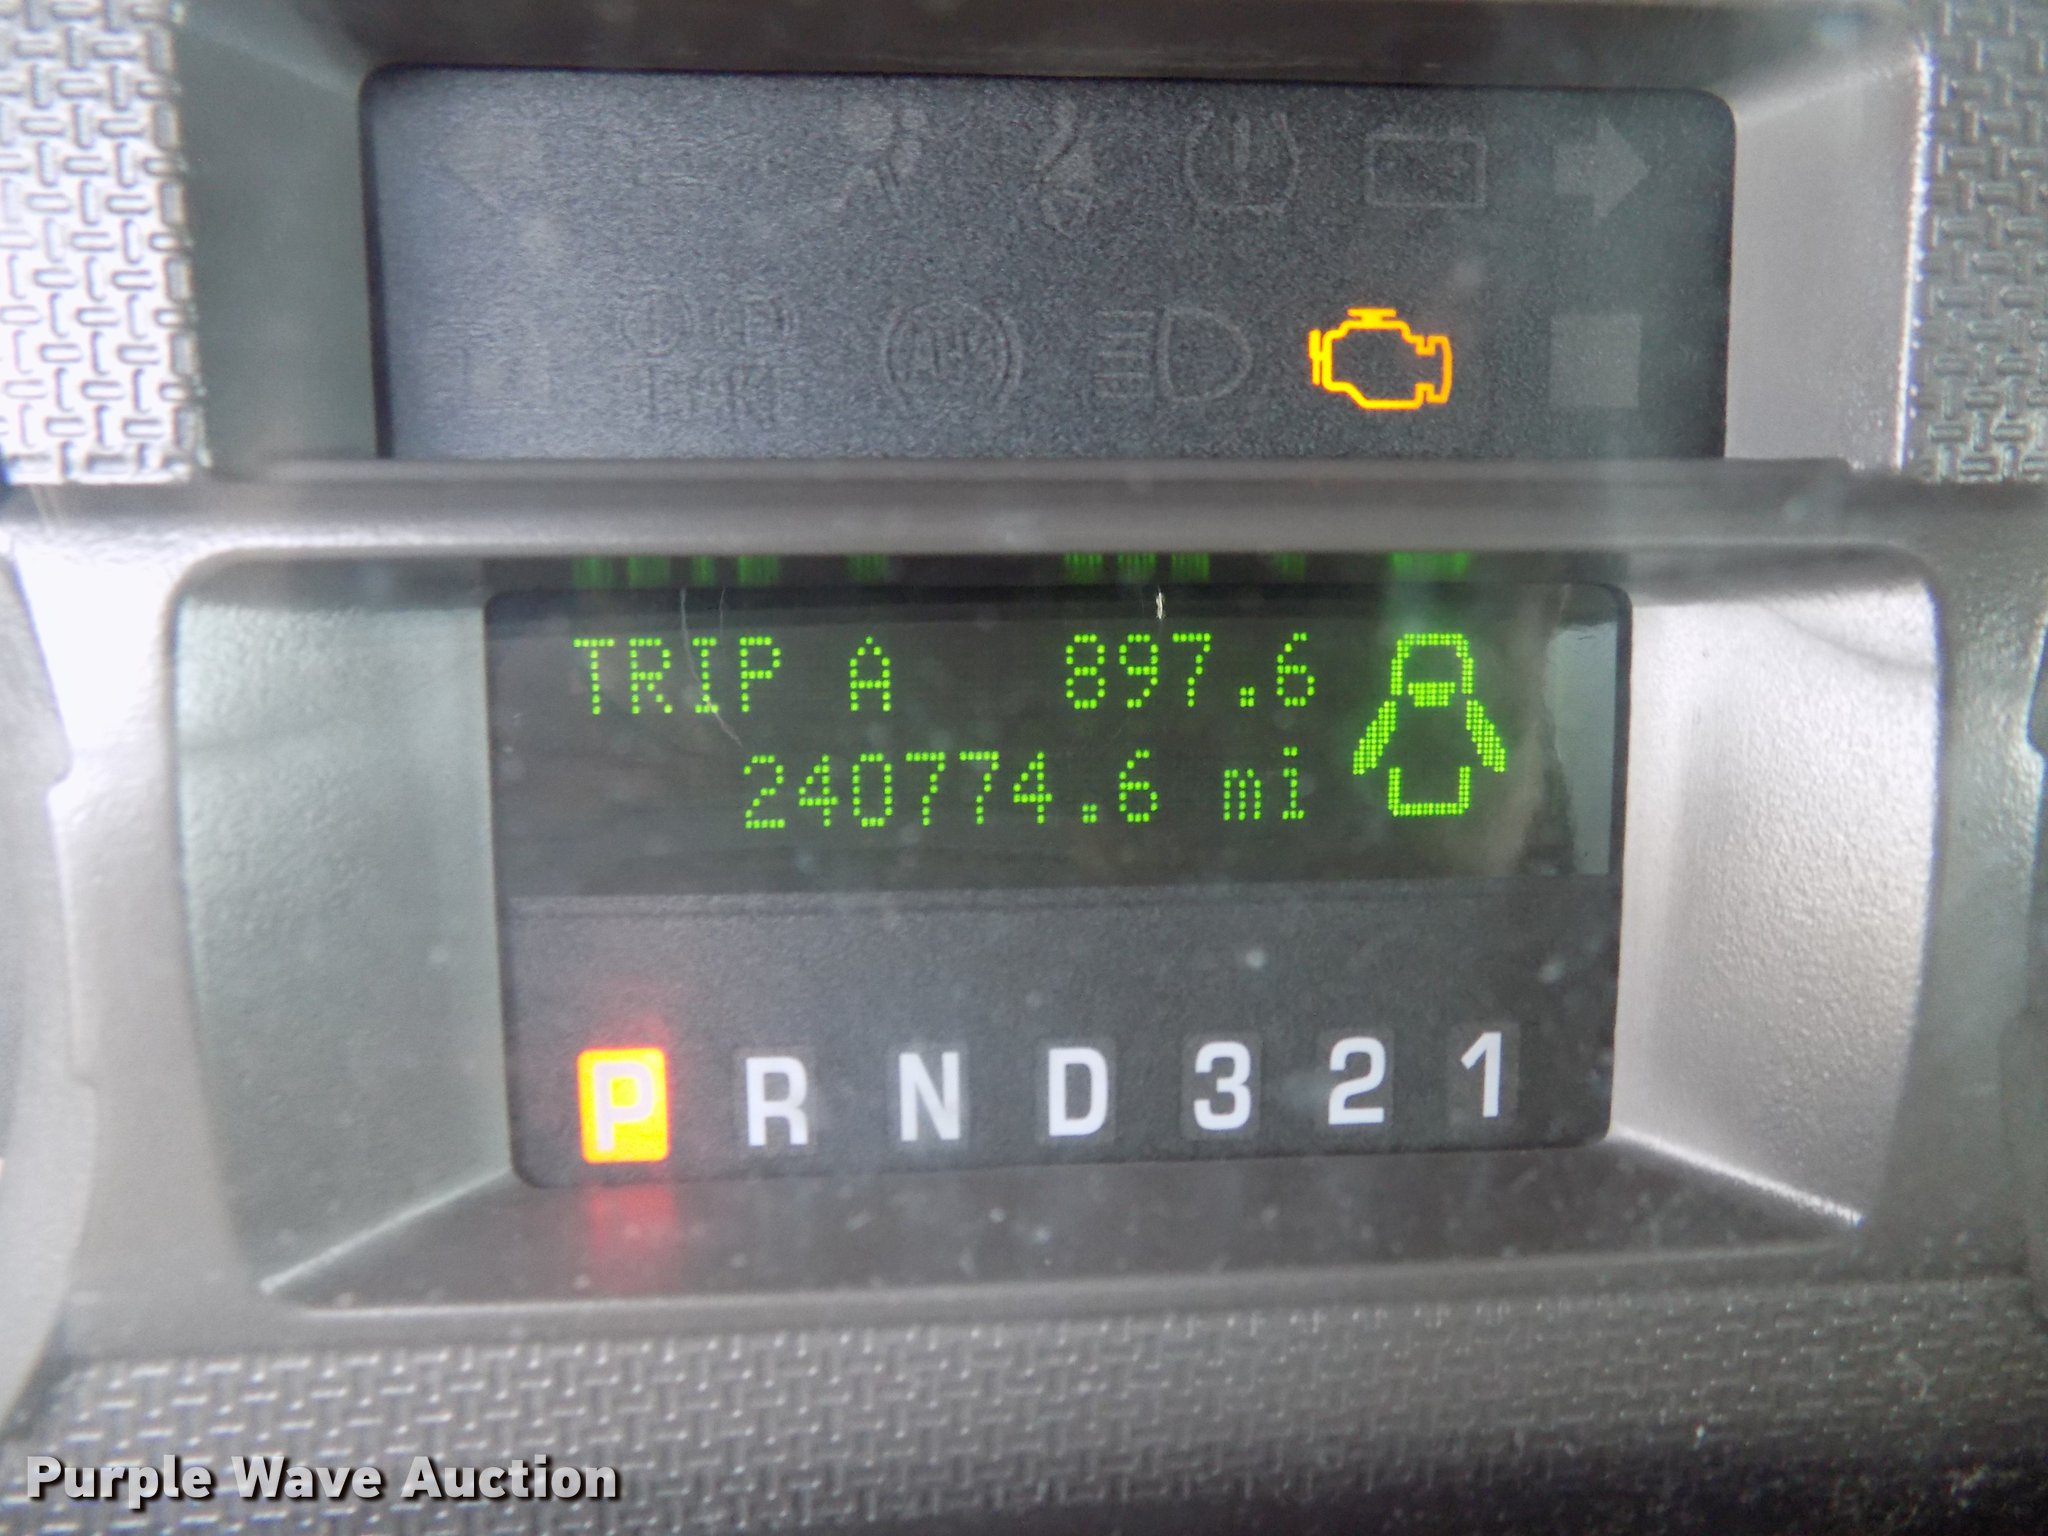 TRIP A 897.6
240774.6 mi
P R N D 3 2 1
Purple Wave Auction